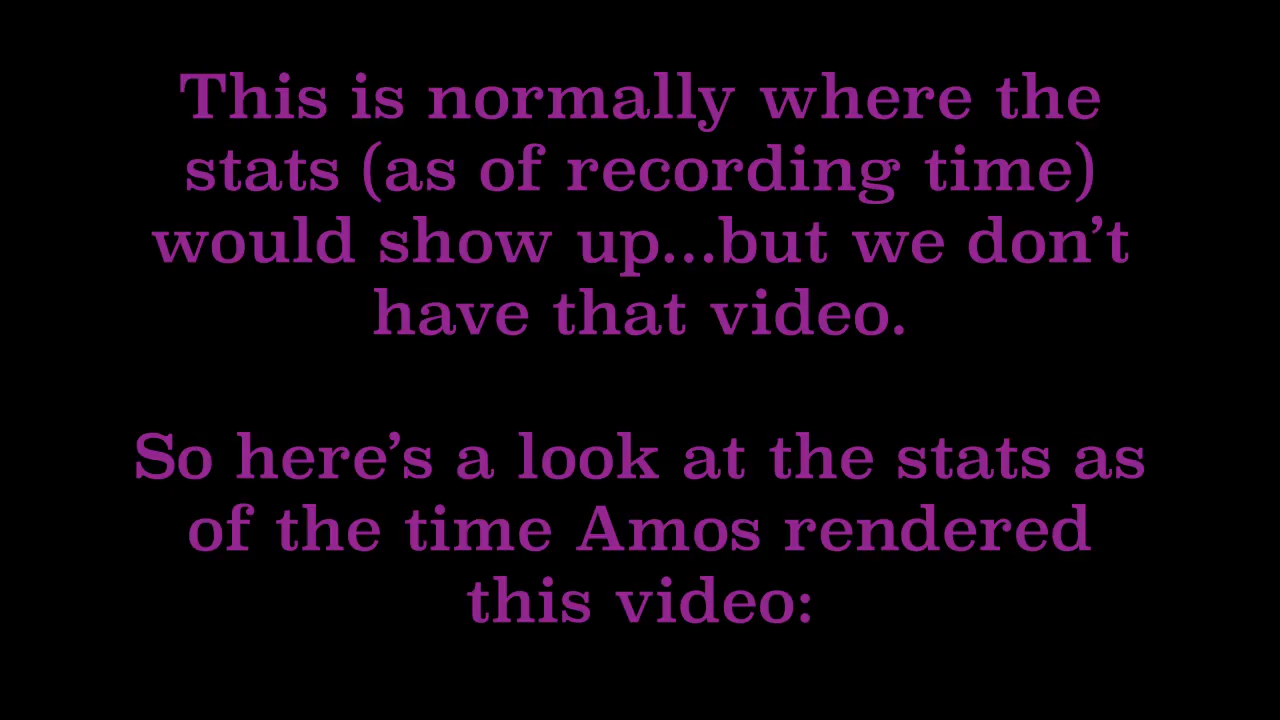 This is normally where the
stats (as of recording time)
would show up...but we don’t
have that video.
So here’s a look at the stats as
of the time Amos rendered
this video: